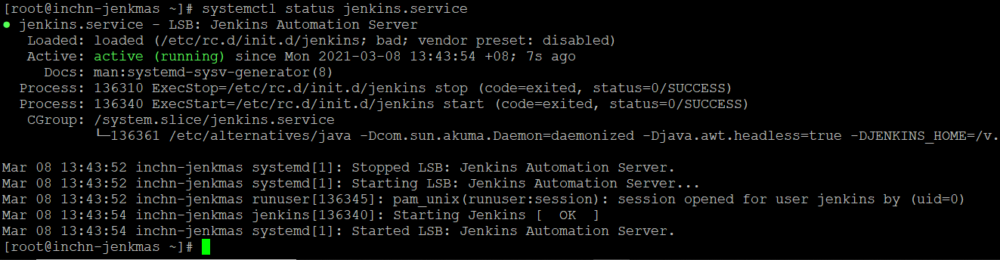 [root@inchn-jenkmas ~]# systemctl status jenkins.service
● jenkins.service - LSB: Jenkins Automation Server
   Loaded: loaded (/etc/rc.d/init.d/jenkins; bad; vendor preset: disabled)
   Active: active (running) since Mon 2021-03-08 13:43:54 +08; 7s ago
     Docs: man:systemd-sysv-generator(8)
  Process: 136310 ExecStop=/etc/rc.d/init.d/jenkins stop (code=exited, status=0/SUCCESS)
  Process: 136340 ExecStart=/etc/rc.d/init.d/jenkins start (code=exited, status=0/SUCCESS)
   CGroup: /system.slice/jenkins.service
           └─136361 /etc/alternatives/java -Dcom.sun.akuma.Daemon=daemonized -Djava.awt.headless=true -DJENKINS_HOME=/v.
Mar 08 13:43:52 inchn-jenkmas systemd[1]: Stopped LSB: Jenkins Automation Server.
Mar 08 13:43:52 inchn-jenkmas systemd[1]: Starting LSB: Jenkins Automation Server...
Mar 08 13:43:52 inchn-jenkmas runuser[136345]: pam_unix(runuser:session): session opened for user jenkins by (uid=0)
Mar 08 13:43:54 inchn-jenkmas jenkins[136340]: Starting Jenkins [  OK  ]
Mar 08 13:43:54 inchn-jenkmas systemd[1]: Started LSB: Jenkins Automation Server.
[root@inchn-jenkmas ~]#